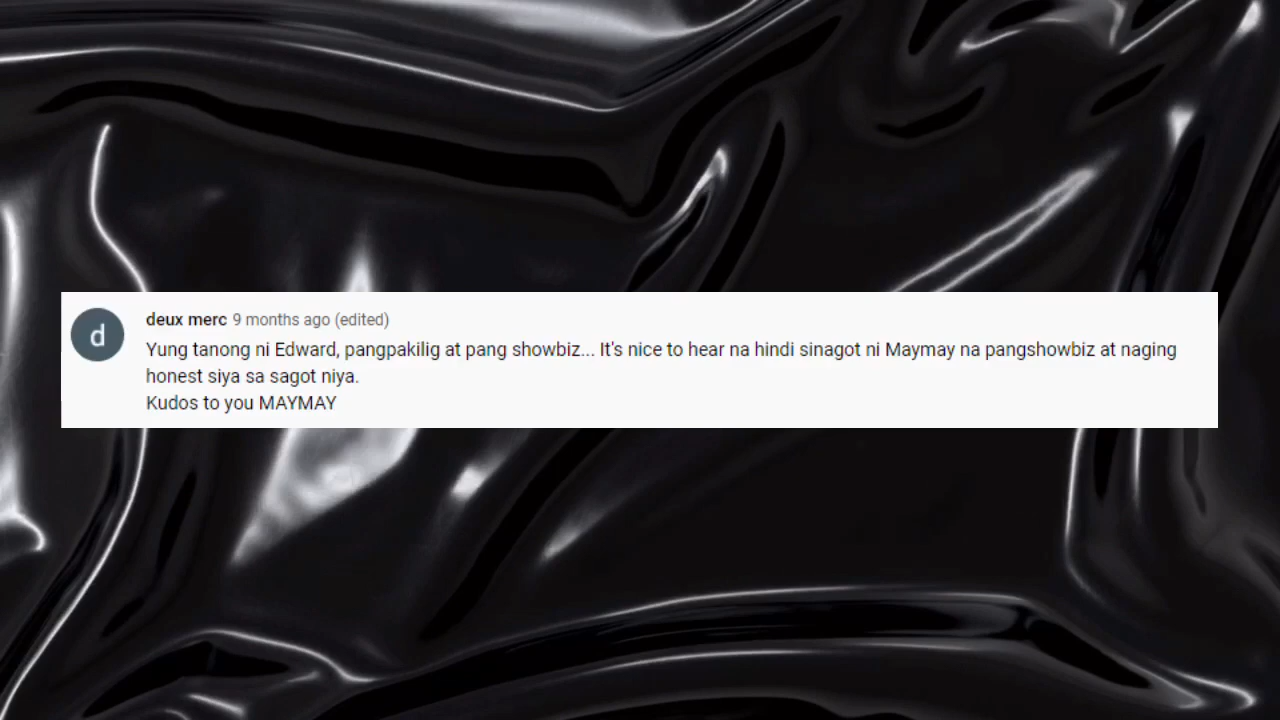 d
deux merc 9 months ago (edited)
Yung tanong ni Edward, pangpakilig at pang showbiz... It's nice to hear na hindi sinagot ni Maymay na pangshowbiz at naging
honest siya sa sagot niya.
Kudos to you MAYMAY